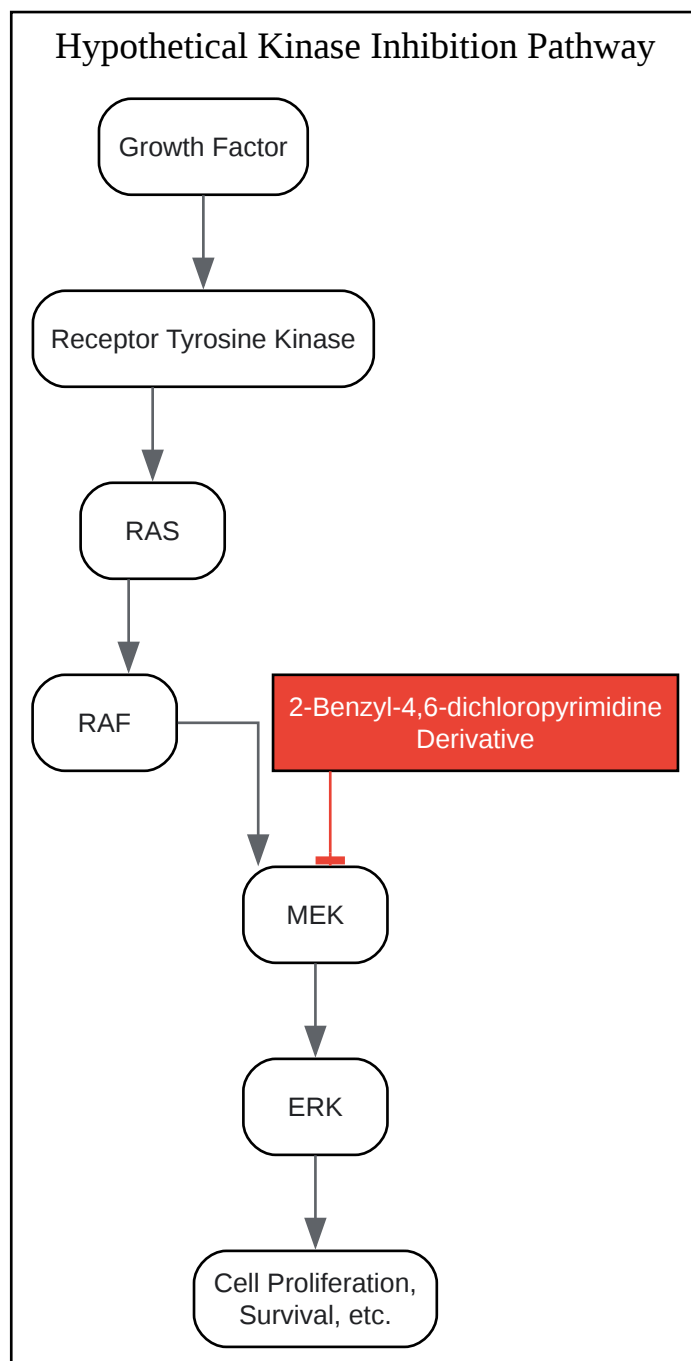 Hypothetical Kinase Inhibition Pathway
Growth Factor
Receptor Tyrosine Kinase
RAS
RAF
2-Benzyl-4,6-dichloropyrimidine
Derivative
MEK
ERK
Cell Proliferation,
Survival, etc.